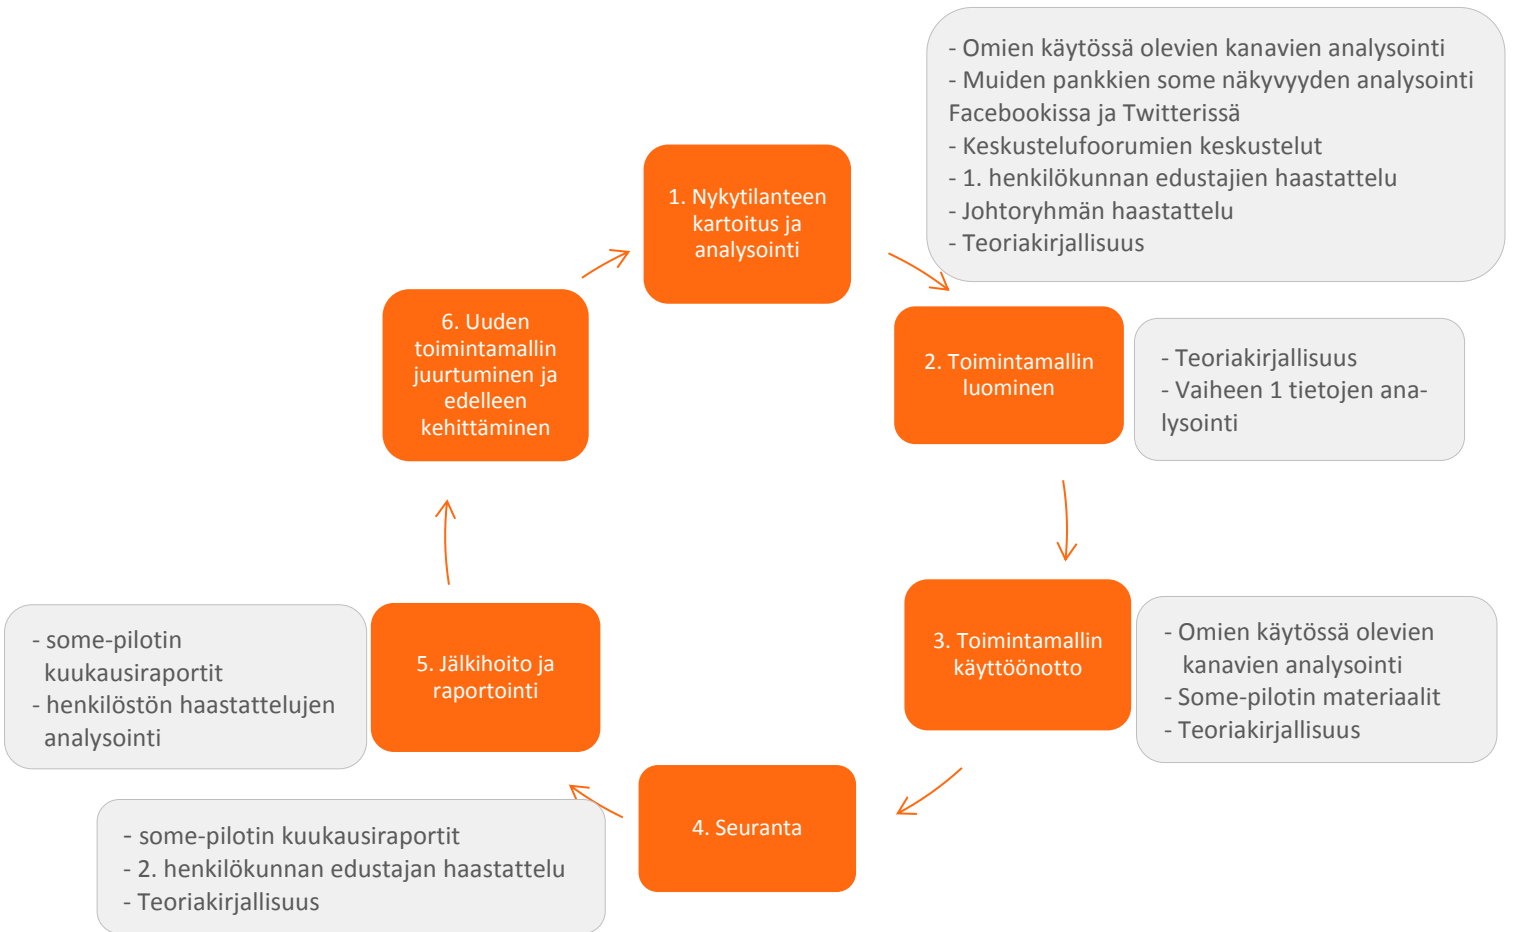 1. Nykytilanteen
kartoitus ja
analysointi
- Omien käytössä olevien kanavien analysointi
- Muiden pankkien some näkyvyyden analysointi
Facebookissa ja Twitterissä
- Keskustelufoorumien keskustelut
- 1. henkilökunnan edustajien haastattelu
- Johtoryhmän haastattelu
- Teoriakirjallisuus
2. Toimintamallin
luominen
- Teoriakirjallisuus
- Vaiheen 1 tietojen ana-
lysointi
3. Toimintamallin
käyttöönotto
- Omien käytössä olevien
kanavien analysointi
- Some-pilotin materiaalit
- Teoriakirjallisuus
4. Seuranta
- some-pilotin kuukausiraportit
- 2. henkilökunnan edustajan haastattelu
- Teoriakirjallisuus
5. Jälkihoito ja
raportointi
- some-pilotin
kuukausiraportit
- henkilöstön haastattelujen
analysointi
6. Uuden
toimintamallin
juurtuminen ja
edelleen
kehittäminen